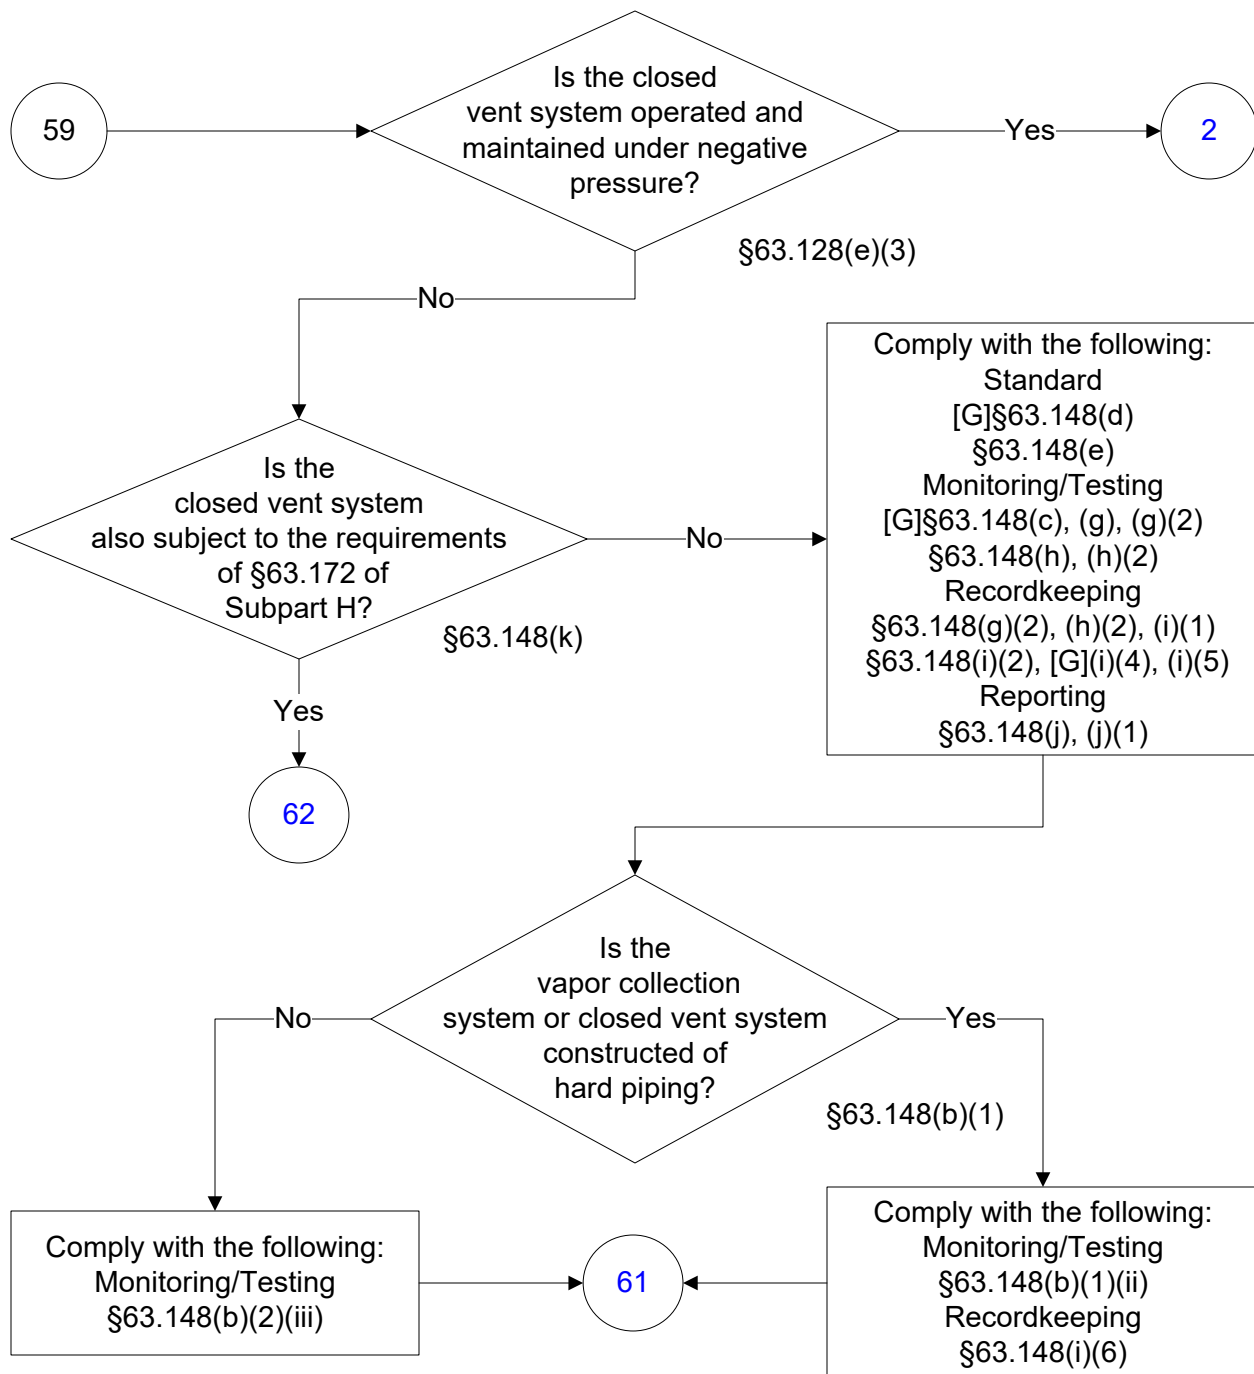 59
Is the closed
vent system operated and
maintained under negative
pressure?
Yes
2
§63.128(e)(3)
No
Is the
closed vent system
also subject to the requirements
of §63.172 of
Subpart H?
§63.148(k)
No
Yes
62
Comply with the following:
Standard
[G]§63.148(d)
§63.148(e)
Monitoring/Testing
[G]§63.148(c), (g), (g)(2)
§63.148(h), (h)(2)
Recordkeeping
§63.148(g)(2), (h)(2), (i)(1)
§63.148(i)(2), [G](i)(4), (i)(5)
Reporting
§63.148(j), (j)(1)
Is the
vapor collection
system or closed vent system
constructed of
hard piping?
No
Yes
§63.148(b)(1)
Comply with the following:
Monitoring/Testing
§63.148(b)(2)(iii)
61
Comply with the following:
Monitoring/Testing
§63.148(b)(1)(ii)
Recordkeeping
§63.148(i)(6)